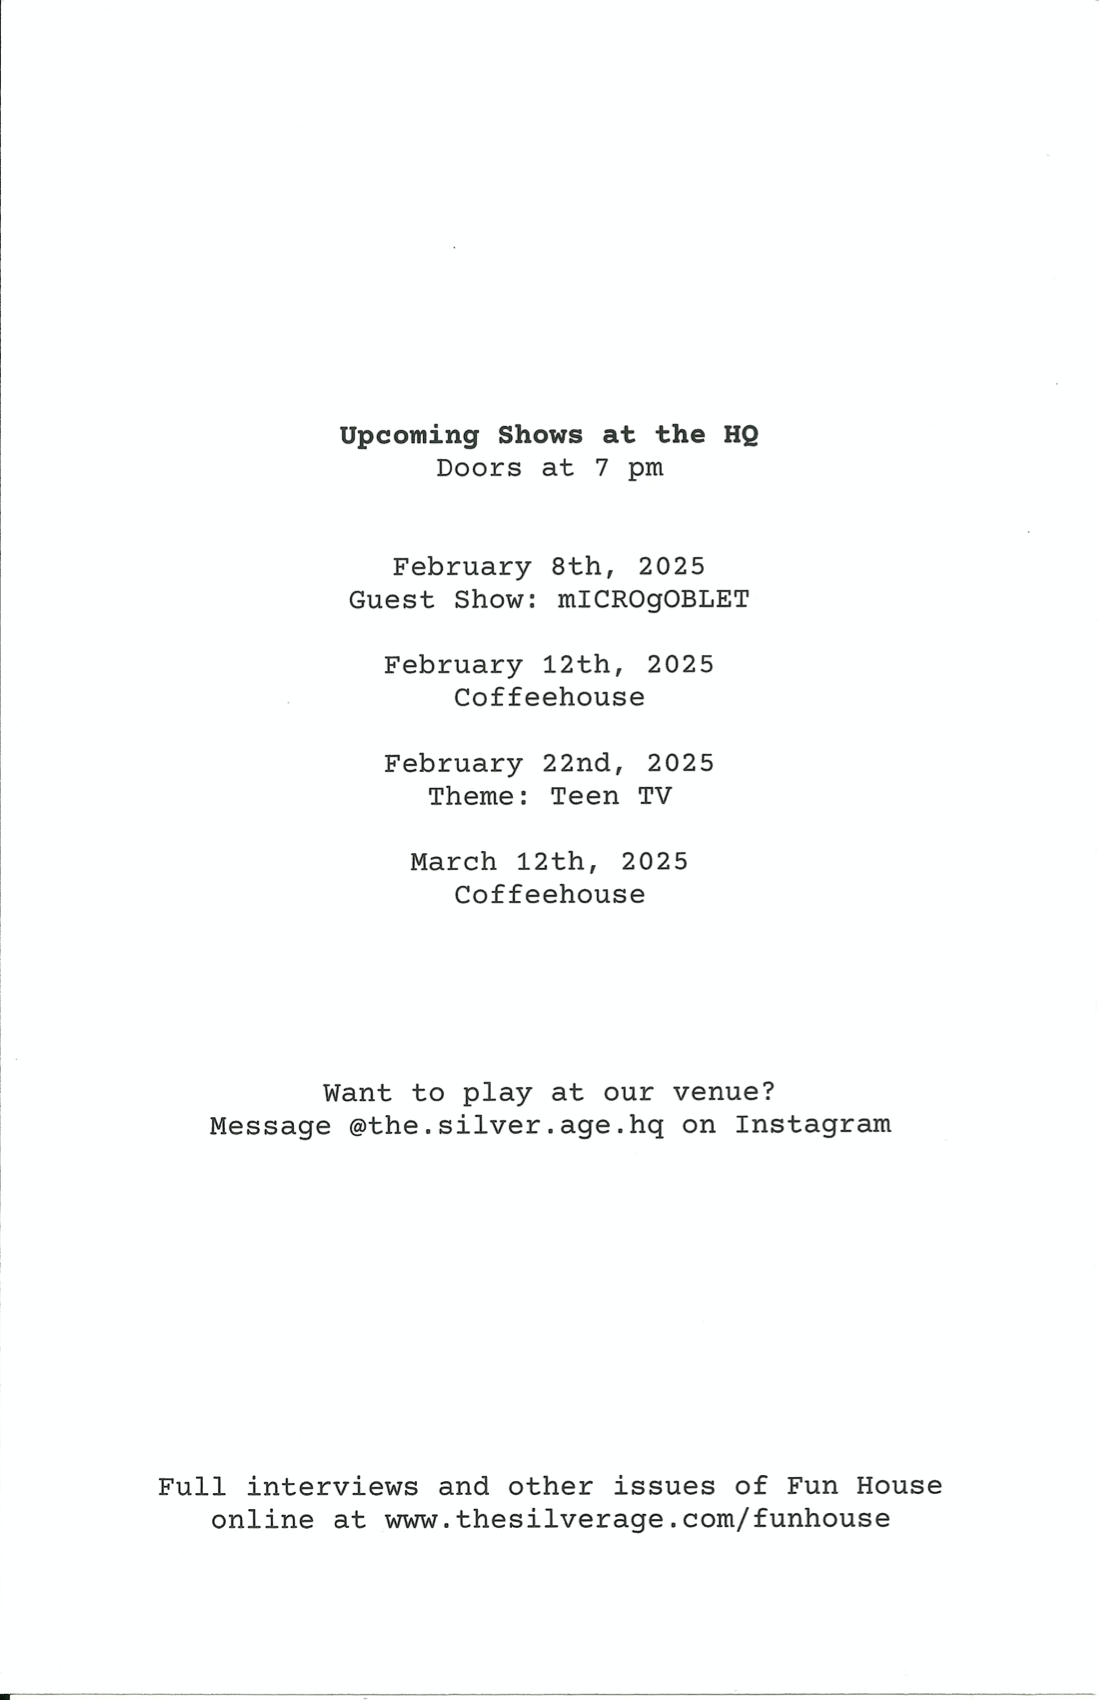 Upcoming Shows at the HQ
Doors at 7 pm
February 8th, 2025
Guest Show: mICROgOBLET
February 12th, 2025
Coffeehouse
February 22nd, 2025
Theme: Teen TV
March 12th, 2025
Coffeehouse
Want to play at our venue?
Message @the.silver.age.hq on Instagram
Full interviews and other issues of Fun House
online at www.thesilverage.com/funhouse